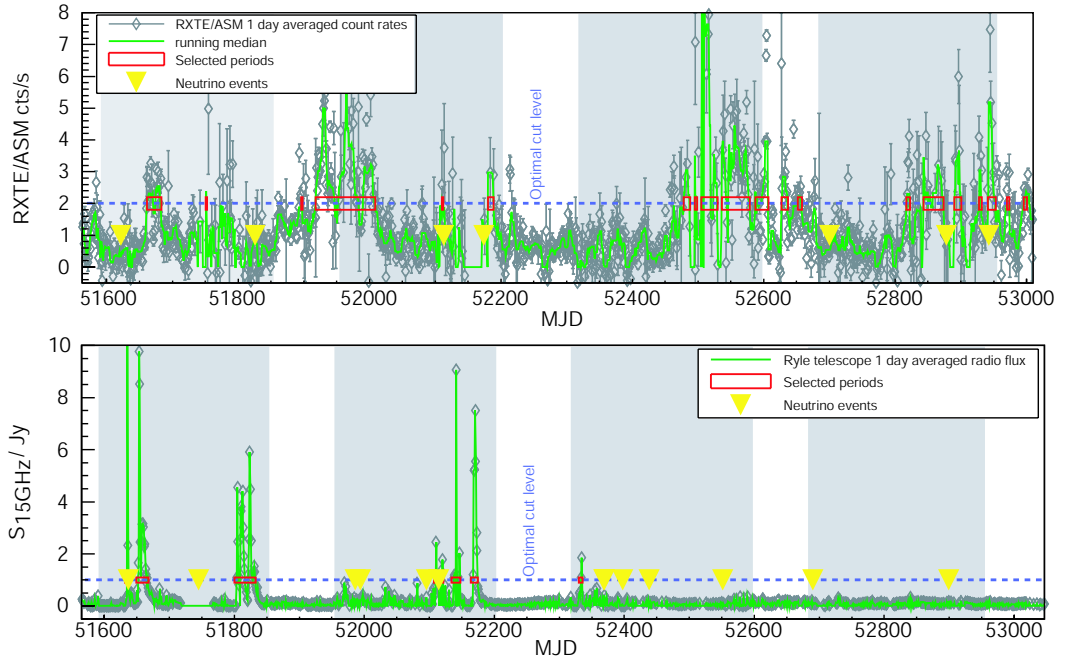 8
7
6
5
4
3
2
1
0
RXTE/ASM cts/s
RXTE/ASM 1 day averaged count rates
running median
Selected periods
Neutrino events
Optimal cut level
51600 51800 52000 52200 52400 52600 52800 53000
MJD
10
8
6
4
2
0
S15GHz/ Jy
Ryle telescope 1 day averaged radio flux
Selected periods
Neutrino events
Optimal cut level
51600 51800 52000 52200 52400 52600 52800 53000
MJD